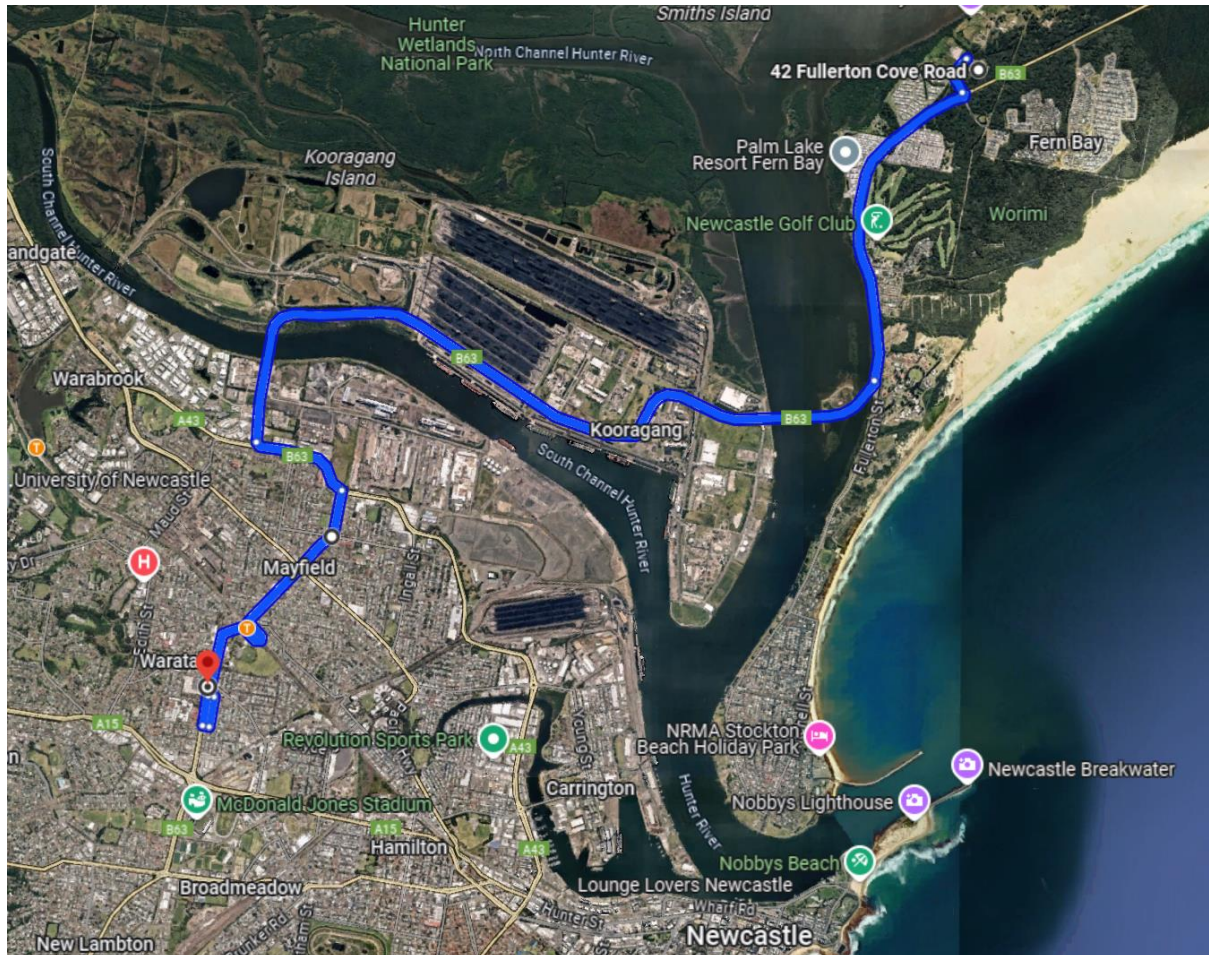 Smiths Island
Hunter
Wetlands
National Park
North Channel Hunter River
42 Fullerton Cove Road
B63
Fern Bay
Palm Lake
Resort Fern Bay
Kooragang
Island
South Channel Hunter River
Newcastle Golf Club
Worimi
andgate
B63
Warabrook
A43
B63
Kooragang
B63
Fullerton St
University of Newcastle
Maud St
South Channel Hunter River
H
Mayfield
Ingall St
T
T
Warata
A15
Revolution Sports Park
A43
Young St
NRMA Stockton
Beach Holiday Park
Newcastle Breakwater
Carrington
Nobbys Lighthouse
McDonald Jones Stadium
B63
A15
Hamilton
A43
Hunter River
Nobbys Beach
Broadmeadow
Lounge Lovers Newcastle
Wharf Rd
Hunter St
New Lambton
Newcastle